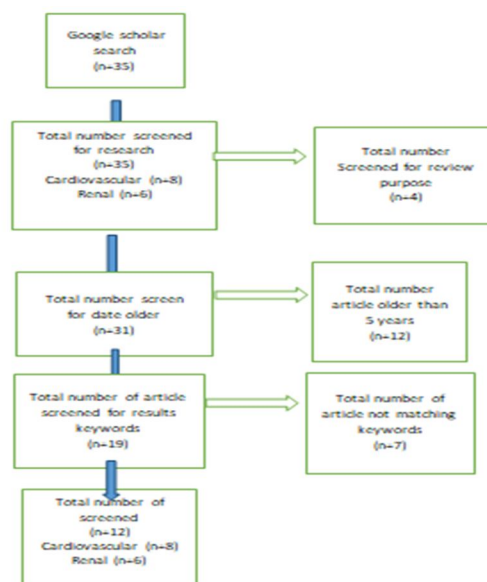 Google scholar
search
(n=35)
Total number screened
for research
(n=35)
Cardiovascular (n=8)
Renal (n=6)
Total number
Screened for review
purpose
(n=4)
Total number screen
for date older
(n=31)
Total number
article older than
5 years
(n=12)
Total number of article
screened for results
keywords
(n=19)
Total number of
article not matching
keywords
(n=7)
Total number of
screened
(n=12)
Cardiovascular (n=8)
Renal (n=6)